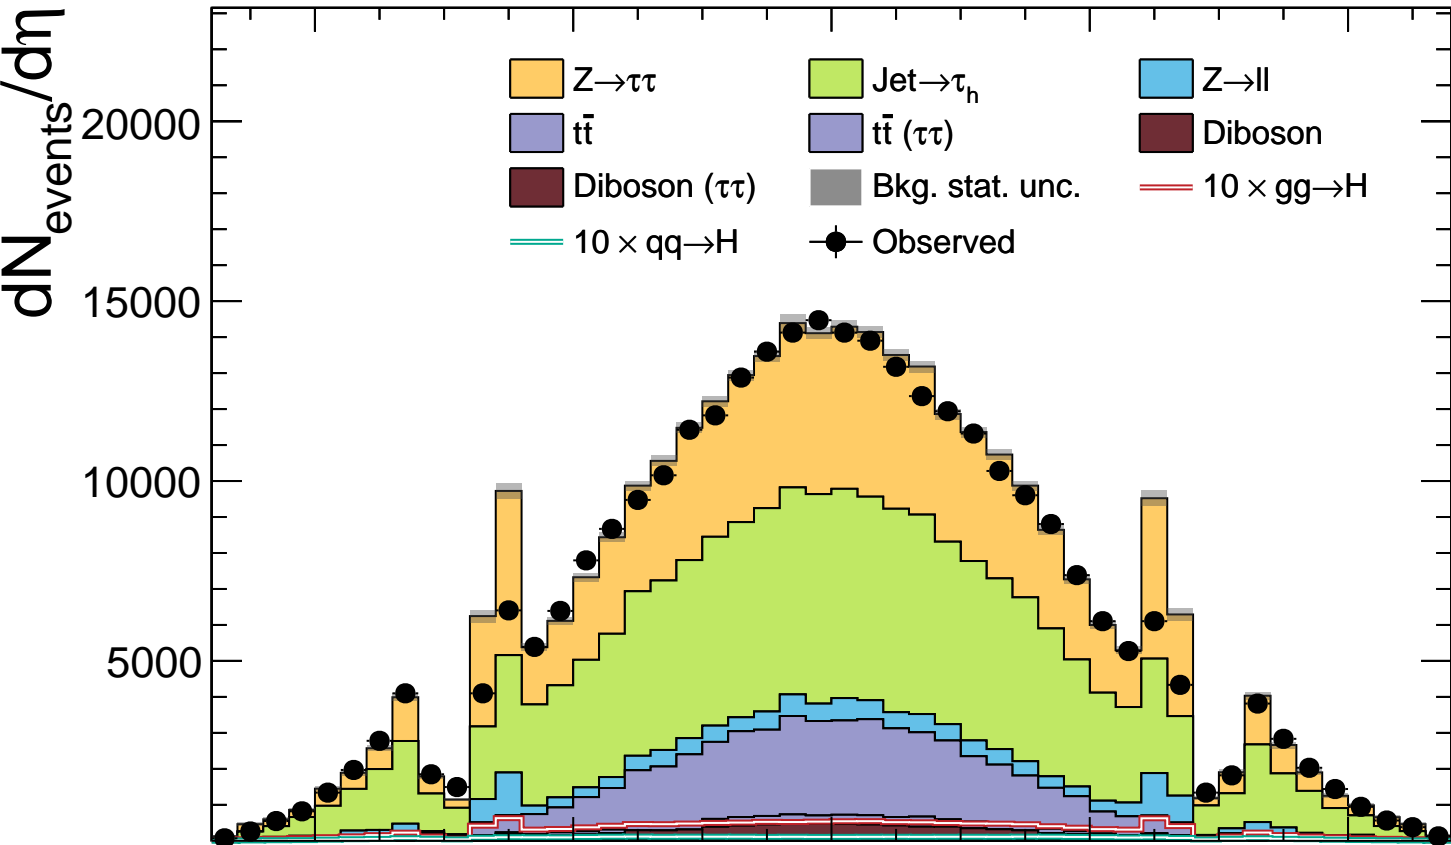 dN_events/dη
20000
15000
10000
5000
Z→ττ Jet→τ_h Z→ll
tt̄ tt̄ (ττ) Diboson
Diboson (ττ) Bkg. stat. unc. 10 × gg→H
10 × qq→H Observed